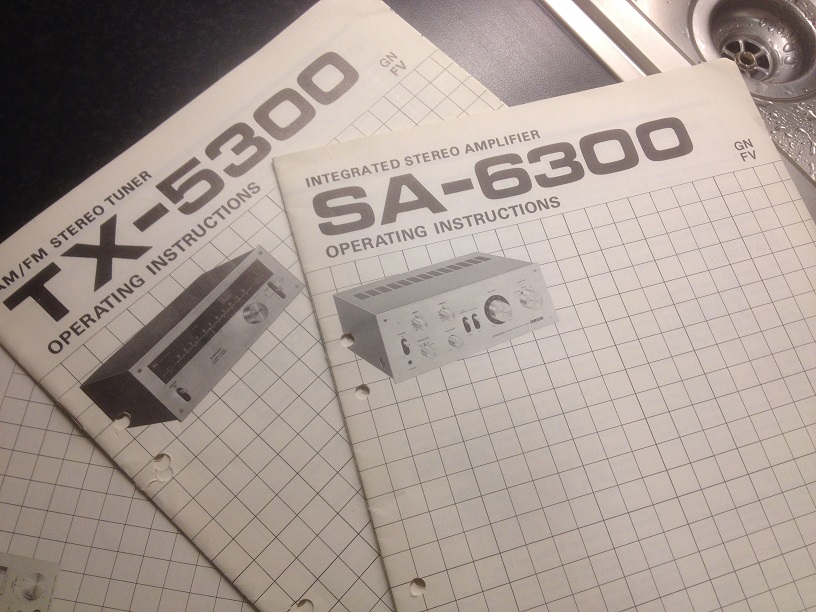 AM/FM STEREO TUNER
TX-5300
OPERATING INSTRUCTIONS
GN
FV
INTEGRATED STEREO AMPLIFIER
SA-6300
OPERATING INSTRUCTIONS
GN
FV